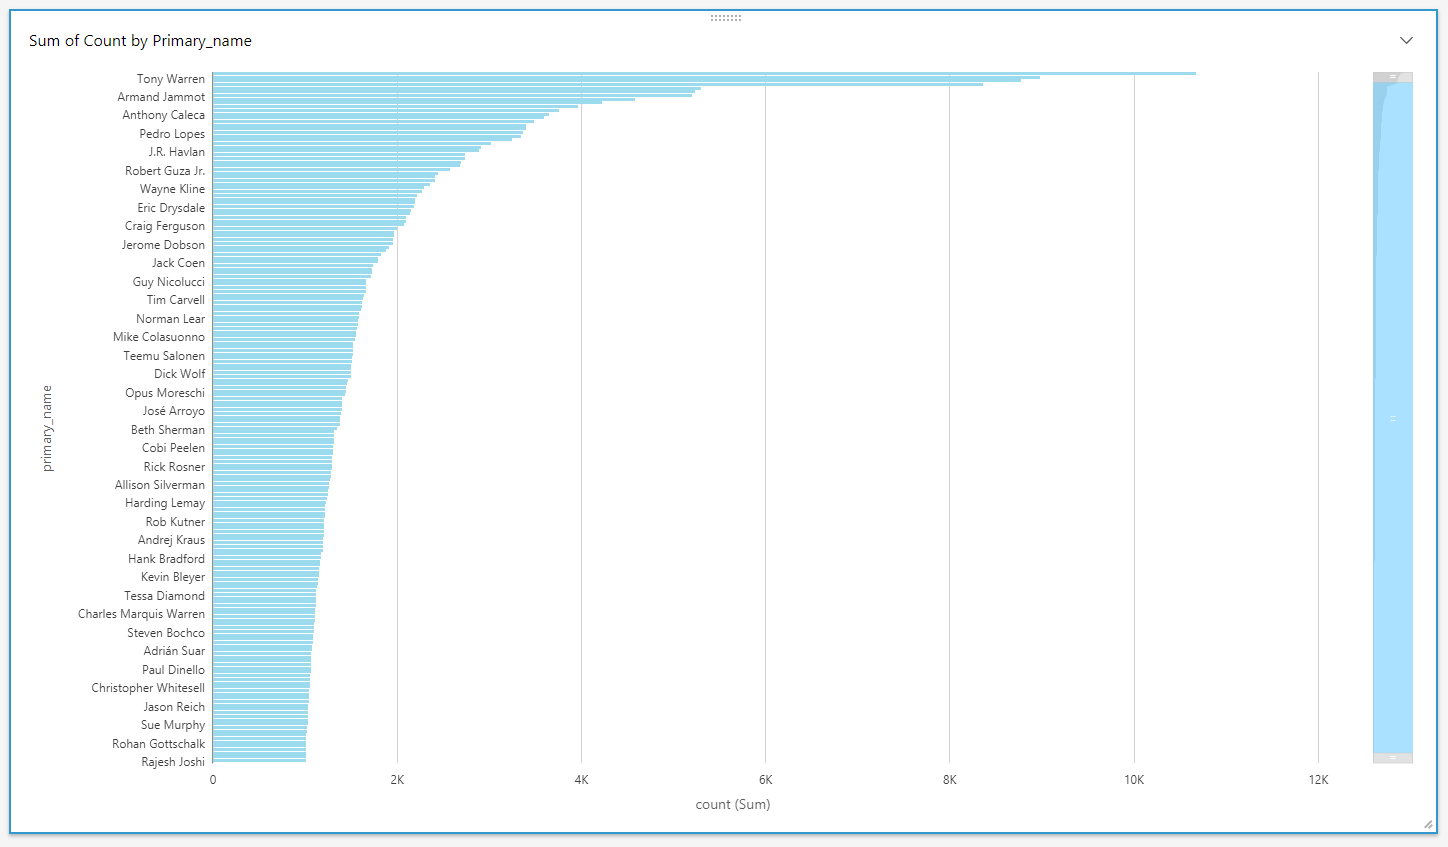 Sum of Count by Primary_name
primary_name
Tony Warren
Armand Jammot
Anthony Caleca
Pedro Lopes
J.R. Havlan
Robert Guza Jr.
Wayne Kline
Eric Drysdale
Craig Ferguson
Jerome Dobson
Jack Coen
Guy Nicolucci
Tim Carvell
Norman Lear
Mike Colasuonno
Teemu Salonen
Dick Wolf
Opus Moreschi
José Arroyo
Beth Sherman
Cobi Peelen
Rick Rosner
Allison Silverman
Harding Lemay
Rob Kutner
Andrej Kraus
Hank Bradford
Kevin Bleyer
Tessa Diamond
Charles Marquis Warren
Steven Bochco
Adrián Suar
Paul Dinello
Christopher Whitesell
Jason Reich
Sue Murphy
Rohan Gottschalk
Rajesh Joshi
0 2K 4K 6K 8K 10K 12K
count (Sum)